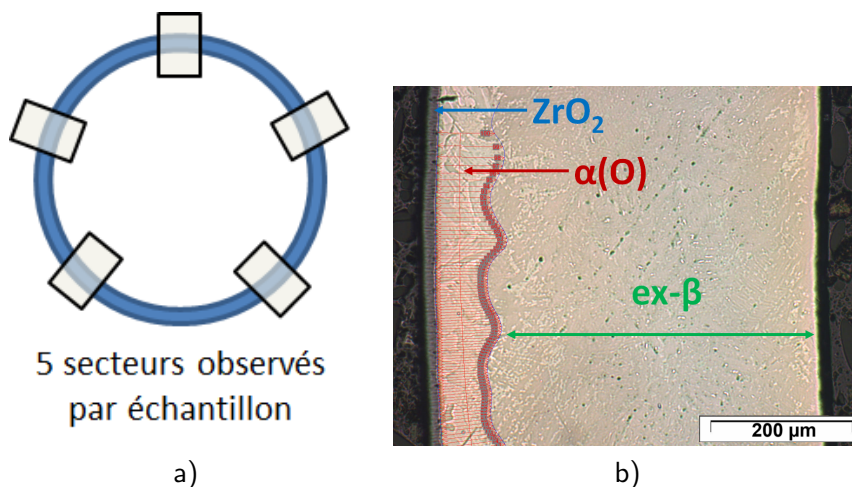 ZrO₂
α(O)
ex-β
200 µm
5 secteurs observés
par échantillon
a)
b)